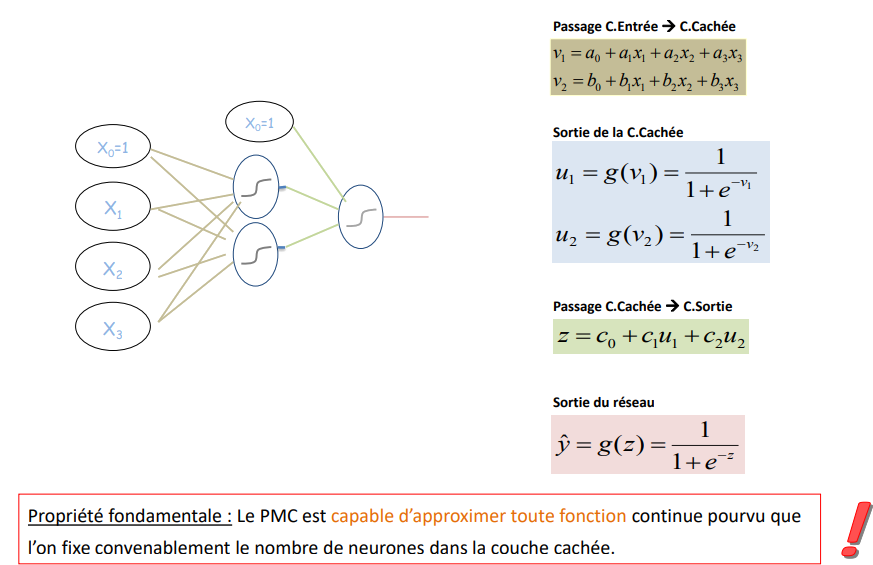 X₀=1
X₁
X₂
X₃
X₀=1
Passage C.Entrée → C.Cachée
v₁ = a₀ + a₁x₁ + a₂x₂ + a₃x₃
v₂ = b₀ + b₁x₁ + b₂x₂ + b₃x₃
Sortie de la C.Cachée
u₁ = g(v₁) = 1 / (1 + e^(−v₁))
u₂ = g(v₂) = 1 / (1 + e^(−v₂))
Passage C.Cachée → C.Sortie
z = c₀ + c₁u₁ + c₂u₂
Sortie du réseau
ŷ = g(z) = 1 / (1 + e^(−z))
Propriété fondamentale : Le PMC est capable d’approximer toute fonction continue pourvu que
l’on fixe convenablement le nombre de neurones dans la couche cachée.
!